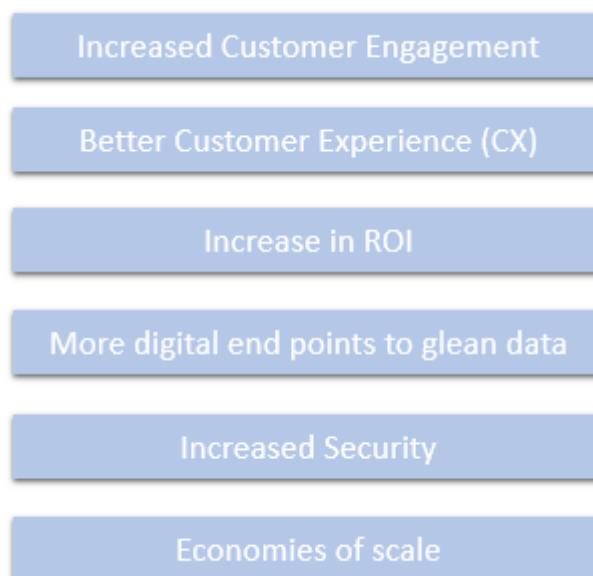 Increased Customer Engagement
Better Customer Experience (CX)
Increase in ROI
More digital end points to glean data
Increased Security
Economies of scale